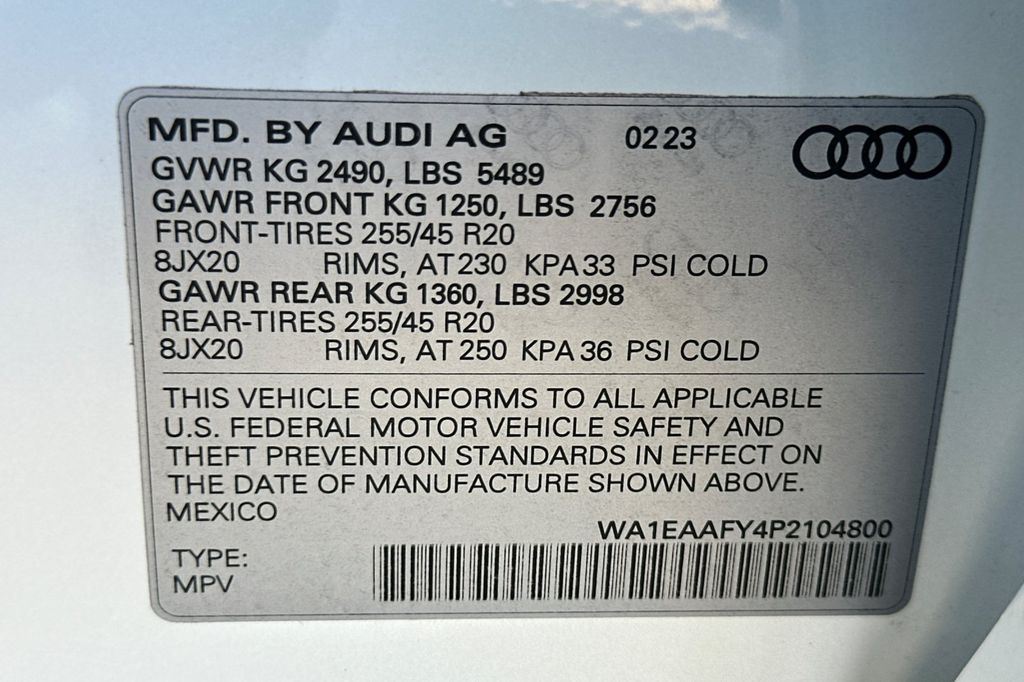 MFD. BY AUDI AG 02 23
GVWR KG 2490, LBS 5489
GAWR FRONT KG 1250, LBS 2756
FRONT-TIRES 255/45 R20
8JX20 RIMS, AT 230 KPA 33 PSI COLD
GAWR REAR KG 1360, LBS 2998
REAR-TIRES 255/45 R20
8JX20 RIMS, AT 250 KPA 36 PSI COLD
THIS VEHICLE CONFORMS TO ALL APPLICABLE
U.S. FEDERAL MOTOR VEHICLE SAFETY AND
THEFT PREVENTION STANDARDS IN EFFECT ON
THE DATE OF MANUFACTURE SHOWN ABOVE.
MEXICO
WA1EAAFY4P2104800
TYPE:
MPV